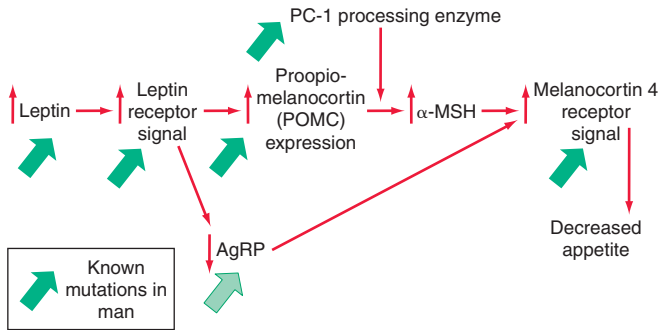 PC-1 processing enzyme
Leptin
Leptin
receptor
signal
Proopio-
melanocortin
(POMC)
expression
α-MSH
Melanocortin 4
receptor
signal
AgRP
Decreased
appetite
Known
mutations in
man